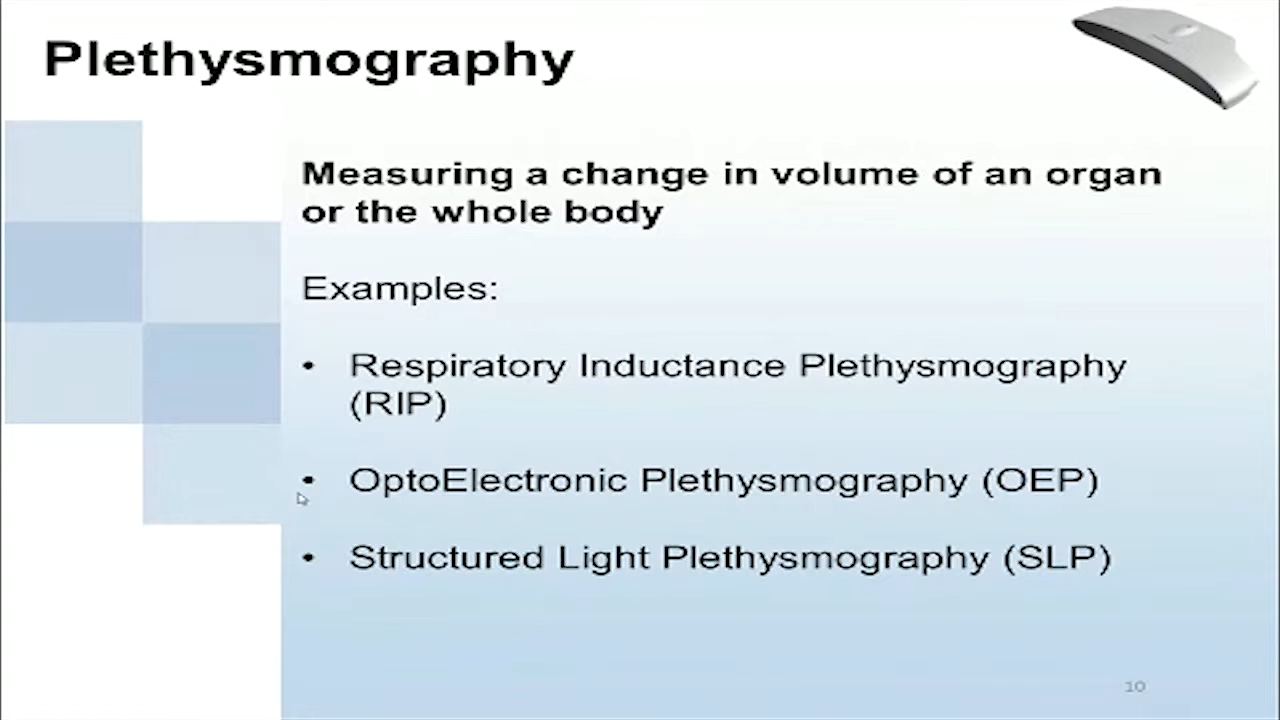 Plethysmography
Measuring a change in volume of an organ
or the whole body
Examples:
• Respiratory Inductance Plethysmography
(RIP)
• OptoElectronic Plethysmography (OEP)
• Structured Light Plethysmography (SLP)
10